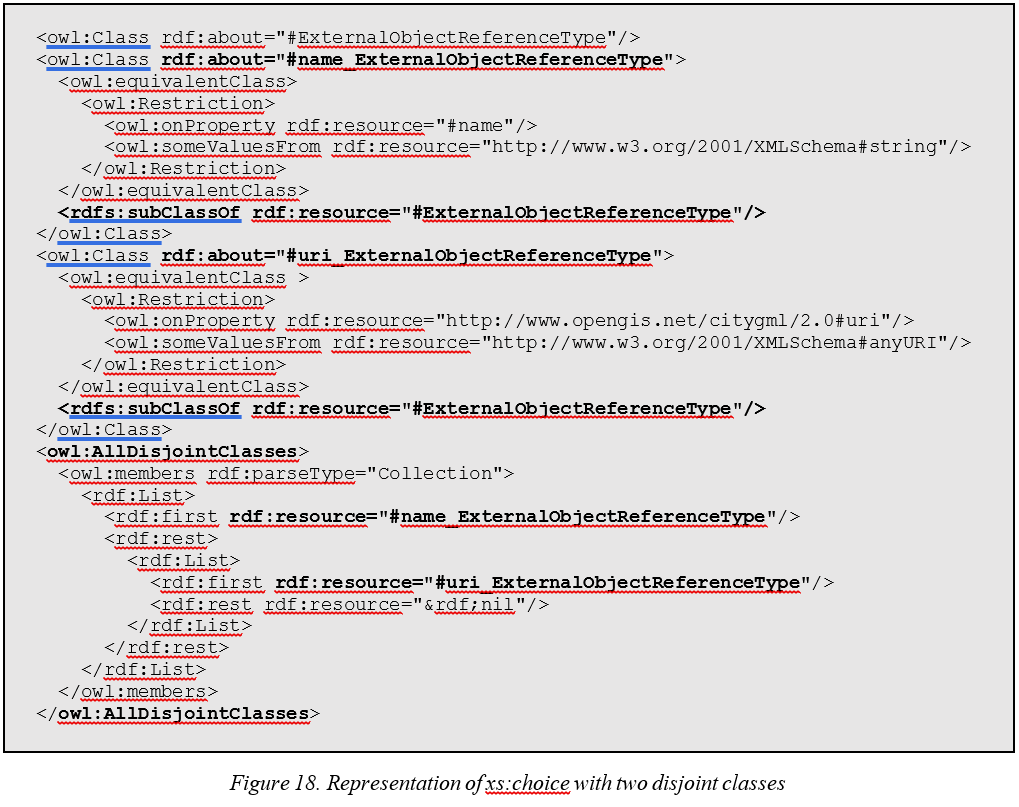 <owl:Class rdf:about="#ExternalObjectReferenceType"/>
<owl:Class rdf:about="#name_ExternalObjectReferenceType">
<owl:equivalentClass>
<owl:Restriction>
<owl:onProperty rdf:resource="#name"/>
<owl:someValuesFrom rdf:resource="http://www.w3.org/2001/XMLSchema#string"/>
</owl:Restriction>
</owl:equivalentClass>
<rdfs:subClassOf rdf:resource="#ExternalObjectReferenceType"/>
</owl:Class>
<owl:Class rdf:about="#uri_ExternalObjectReferenceType">
<owl:equivalentClass >
<owl:Restriction>
<owl:onProperty rdf:resource="http://www.opengis.net/citygml/2.0#uri"/>
<owl:someValuesFrom rdf:resource="http://www.w3.org/2001/XMLSchema#anyURI"/>
</owl:Restriction>
</owl:equivalentClass>
<rdfs:subClassOf rdf:resource="#ExternalObjectReferenceType"/>
</owl:Class>
<owl:AllDisjointClasses>
<owl:members rdf:parseType="Collection">
<rdf:List>
<rdf:first rdf:resource="#name_ExternalObjectReferenceType"/>
<rdf:rest>
<rdf:List>
<rdf:first rdf:resource="#uri_ExternalObjectReferenceType"/>
<rdf:rest rdf:resource="&rdf;nil"/>
</rdf:List>
</rdf:rest>
</rdf:List>
</owl:members>
</owl:AllDisjointClasses>
Figure 18. Representation of xs:choice with two disjoint classes